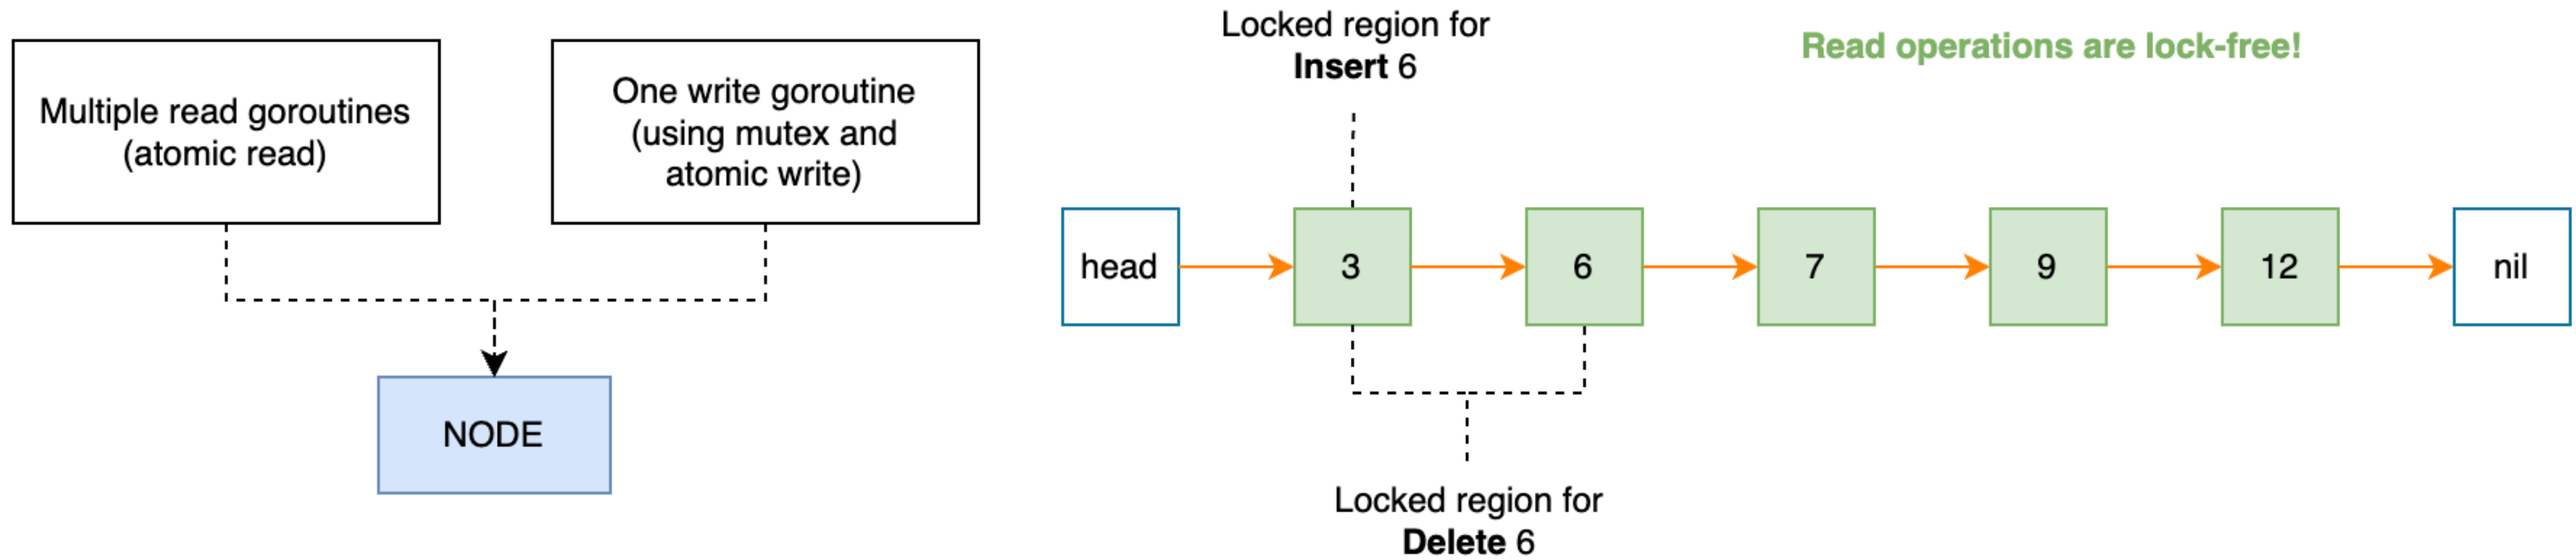 Multiple read goroutines
(atomic read)
One write goroutine
(using mutex and
atomic write)
NODE
Locked region for
Insert 6
Read operations are lock-free!
head
3
6
7
9
12
nil
Locked region for
Delete 6